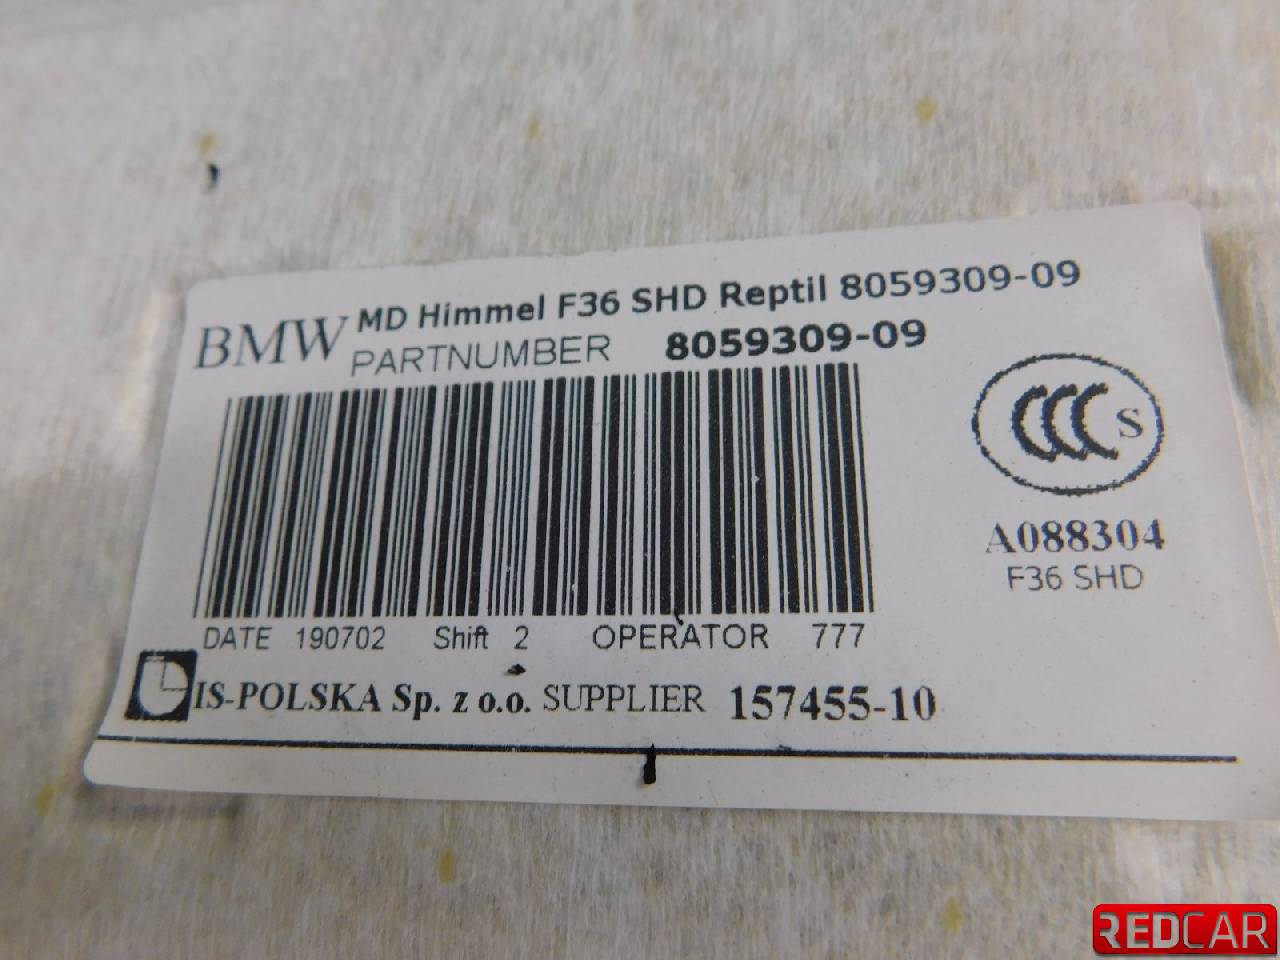 BMW MD Himmel F36 SHD Reptil 8059309-09
PARTNUMBER 8059309-09
CCC S
A088304
F36 SHD
DATE 190702 Shift 2 OPERATOR 777
IS-POLSKA Sp. z o.o. SUPPLIER 157455-10
REDCAR